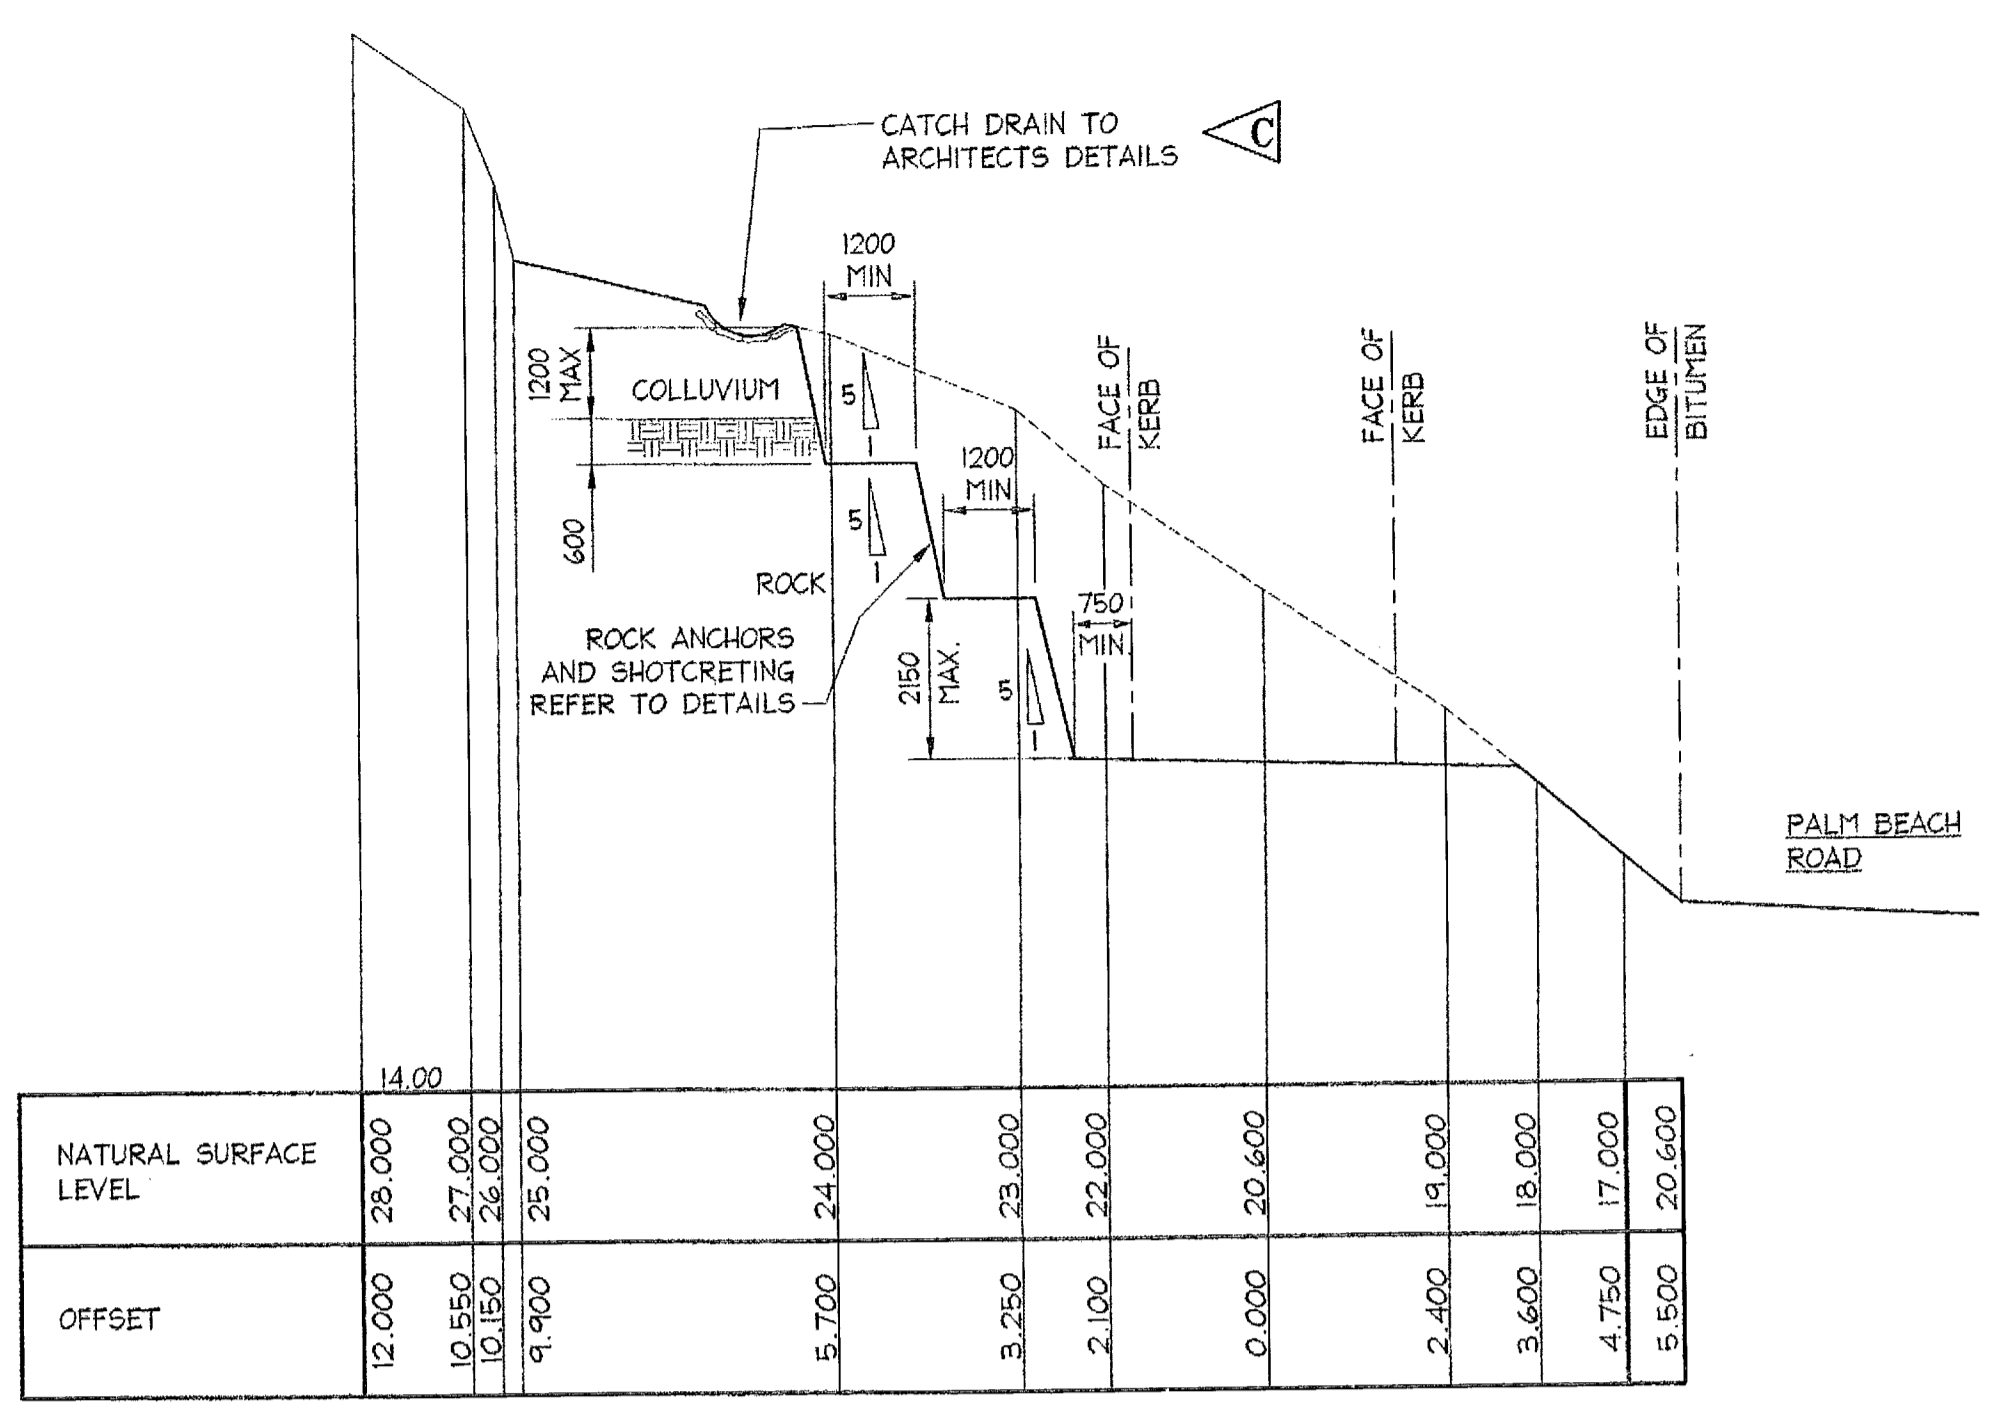 CATCH DRAIN TO
ARCHITECTS DETAILS
C
1200
MIN
1200
MAX
COLLUVIUM
5
1
600
1200
MIN
5
1
ROCK
ROCK ANCHORS
AND SHOTCRETING
REFER TO DETAILS
2150
MAX.
5
1
750
MIN.
FACE OF
KERB
FACE OF
KERB
EDGE OF
BITUMEN
PALM BEACH
ROAD
14.00
NATURAL SURFACE
LEVEL
28.000
27.000
26.000
25.000
24.000
23.000
22.000
20.600
19.000
18.000
17.000
20.600
OFFSET
12.000
10.550
10.150
9.900
5.700
3.250
2.100
0.000
2.400
3.600
4.750
5.500